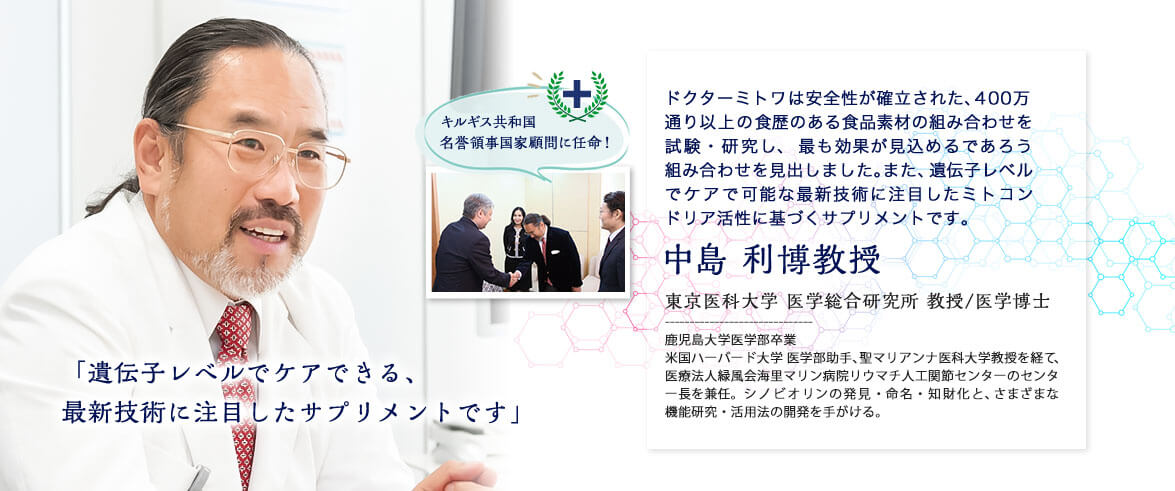 キルギス共和国
名誉領事国家顧問に任命！
「遺伝子レベルでケアできる、
最新技術に注目したサプリメントです」
ドクターミトワは安全性が確立された、400万
通り以上の食歴のある食品素材の組み合わせを
試験・研究し、最も効果が見込めるであろう
組み合わせを見出しました。また、遺伝子レベル
でケアで可能な最新技術に注目したミトコン
ドリア活性に基づくサプリメントです。
中島 利博教授
東京医科大学 医学総合研究所 教授/医学博士
鹿児島大学医学部卒業
米国ハーバード大学 医学部助手、聖マリアンナ医科大学教授を経て、
医療法人緑風会海里マリン病院リウマチ人工関節センターのセンタ
ー長を兼任。シノビオリンの発見・命名・知財化と、さまざまな
機能研究・活用法の開発を手がける。